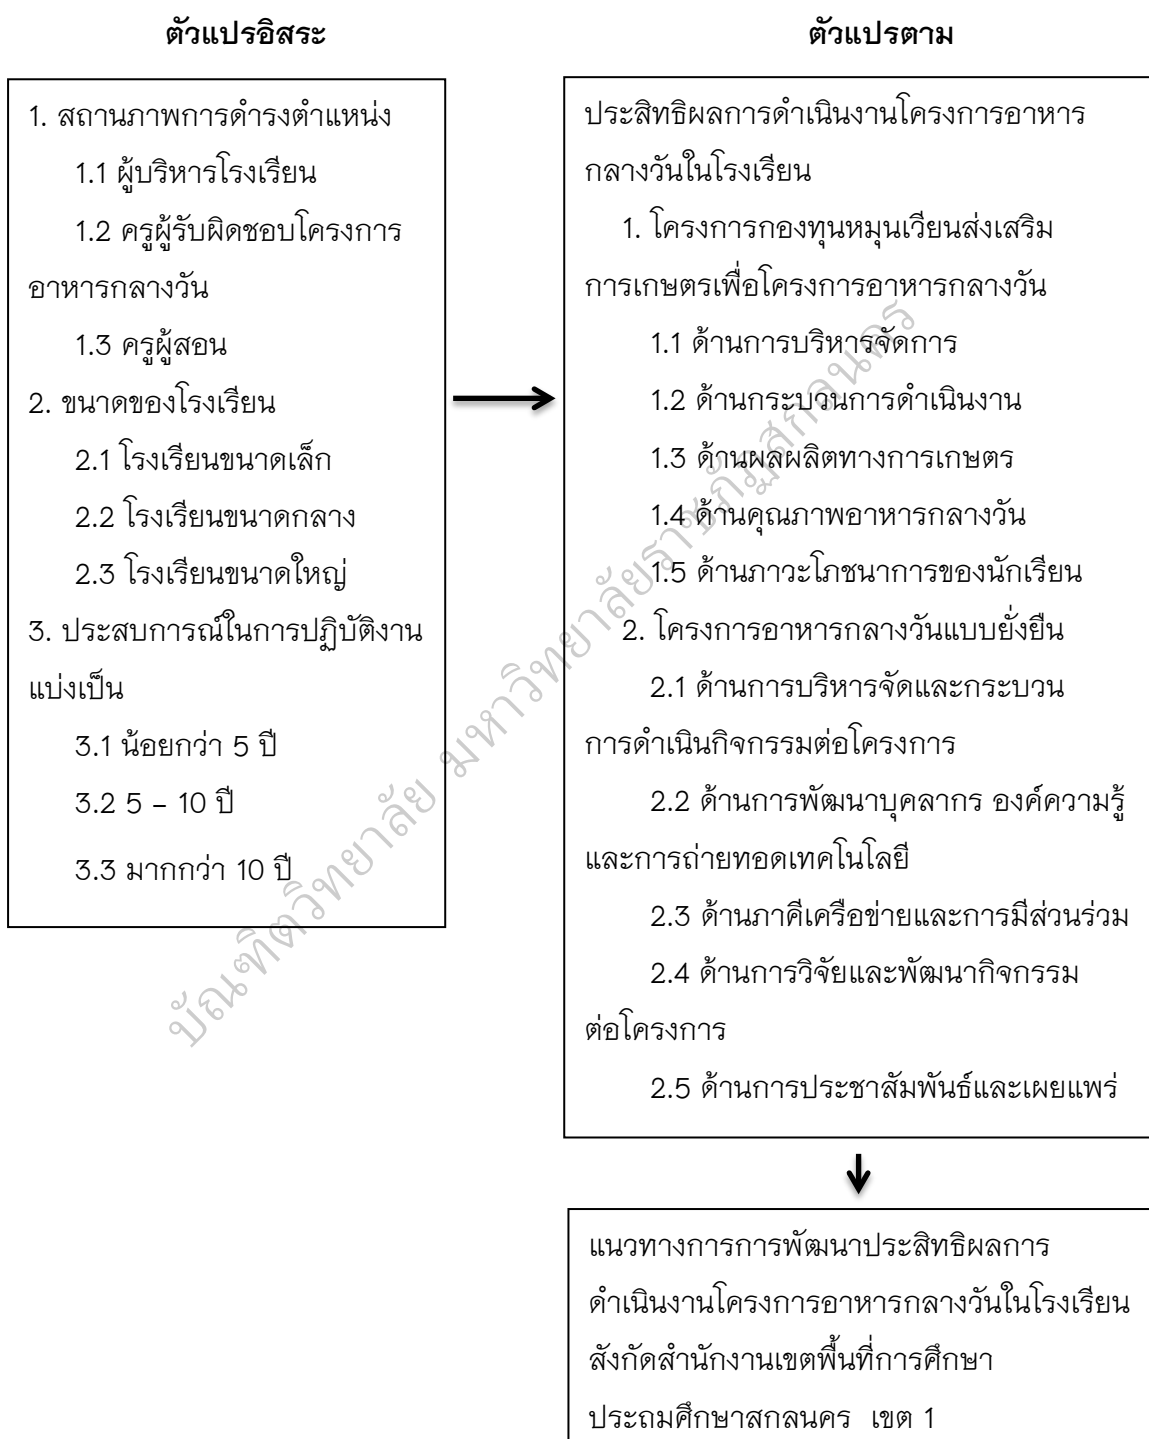 ตัวแปรอิสระ
1. สถานภาพการดำรงตำแหน่ง
1.1 ผู้บริหารโรงเรียน
1.2 ครูผู้รับผิดชอบโครงการ
อาหารกลางวัน
1.3 ครูผู้สอน
2. ขนาดของโรงเรียน
2.1 โรงเรียนขนาดเล็ก
2.2 โรงเรียนขนาดกลาง
2.3 โรงเรียนขนาดใหญ่
3. ประสบการณ์ในการปฏิบัติงาน
แบ่งเป็น
3.1 น้อยกว่า 5 ปี
3.2 5 – 10 ปี
3.3 มากกว่า 10 ปี
ตัวแปรตาม
ประสิทธิผลการดำเนินงานโครงการอาหาร
กลางวันในโรงเรียน
1. โครงการกองทุนหมุนเวียนส่งเสริม
การเกษตรเพื่อโครงการอาหารกลางวัน
1.1 ด้านการบริหารจัดการ
1.2 ด้านกระบวนการดำเนินงาน
1.3 ด้านผลผลิตทางการเกษตร
1.4 ด้านคุณภาพอาหารกลางวัน
1.5 ด้านภาวะโภชนาการของนักเรียน
2. โครงการอาหารกลางวันแบบยั่งยืน
2.1 ด้านการบริหารจัดและกระบวน
การดำเนินกิจกรรมต่อโครงการ
2.2 ด้านการพัฒนาบุคลากร องค์ความรู้
และการถ่ายทอดเทคโนโลยี
2.3 ด้านภาคีเครือข่ายและการมีส่วนร่วม
2.4 ด้านการวิจัยและพัฒนากิจกรรม
ต่อโครงการ
2.5 ด้านการประชาสัมพันธ์และเผยแพร่
แนวทางการการพัฒนาประสิทธิผลการ
ดำเนินงานโครงการอาหารกลางวันในโรงเรียน
สังกัดสำนักงานเขตพื้นที่การศึกษา
ประถมศึกษาสกลนคร เขต 1
บัณฑิตวิทยาลัย มหาวิทยาลัยราชภัฏสกลนคร